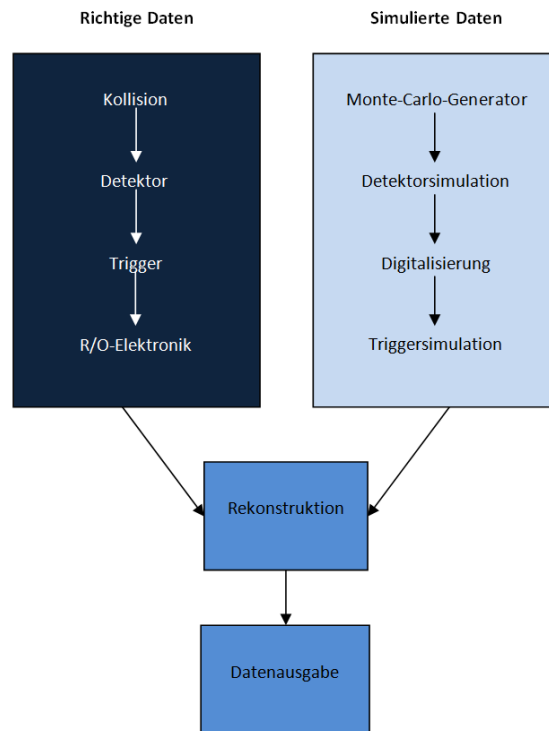 Richtige Daten
Kollision
Detektor
Trigger
R/O-Elektronik
Simulierte Daten
Monte-Carlo-Generator
Detektorsimulation
Digitalisierung
Triggersimulation
Rekonstruktion
Datenausgabe